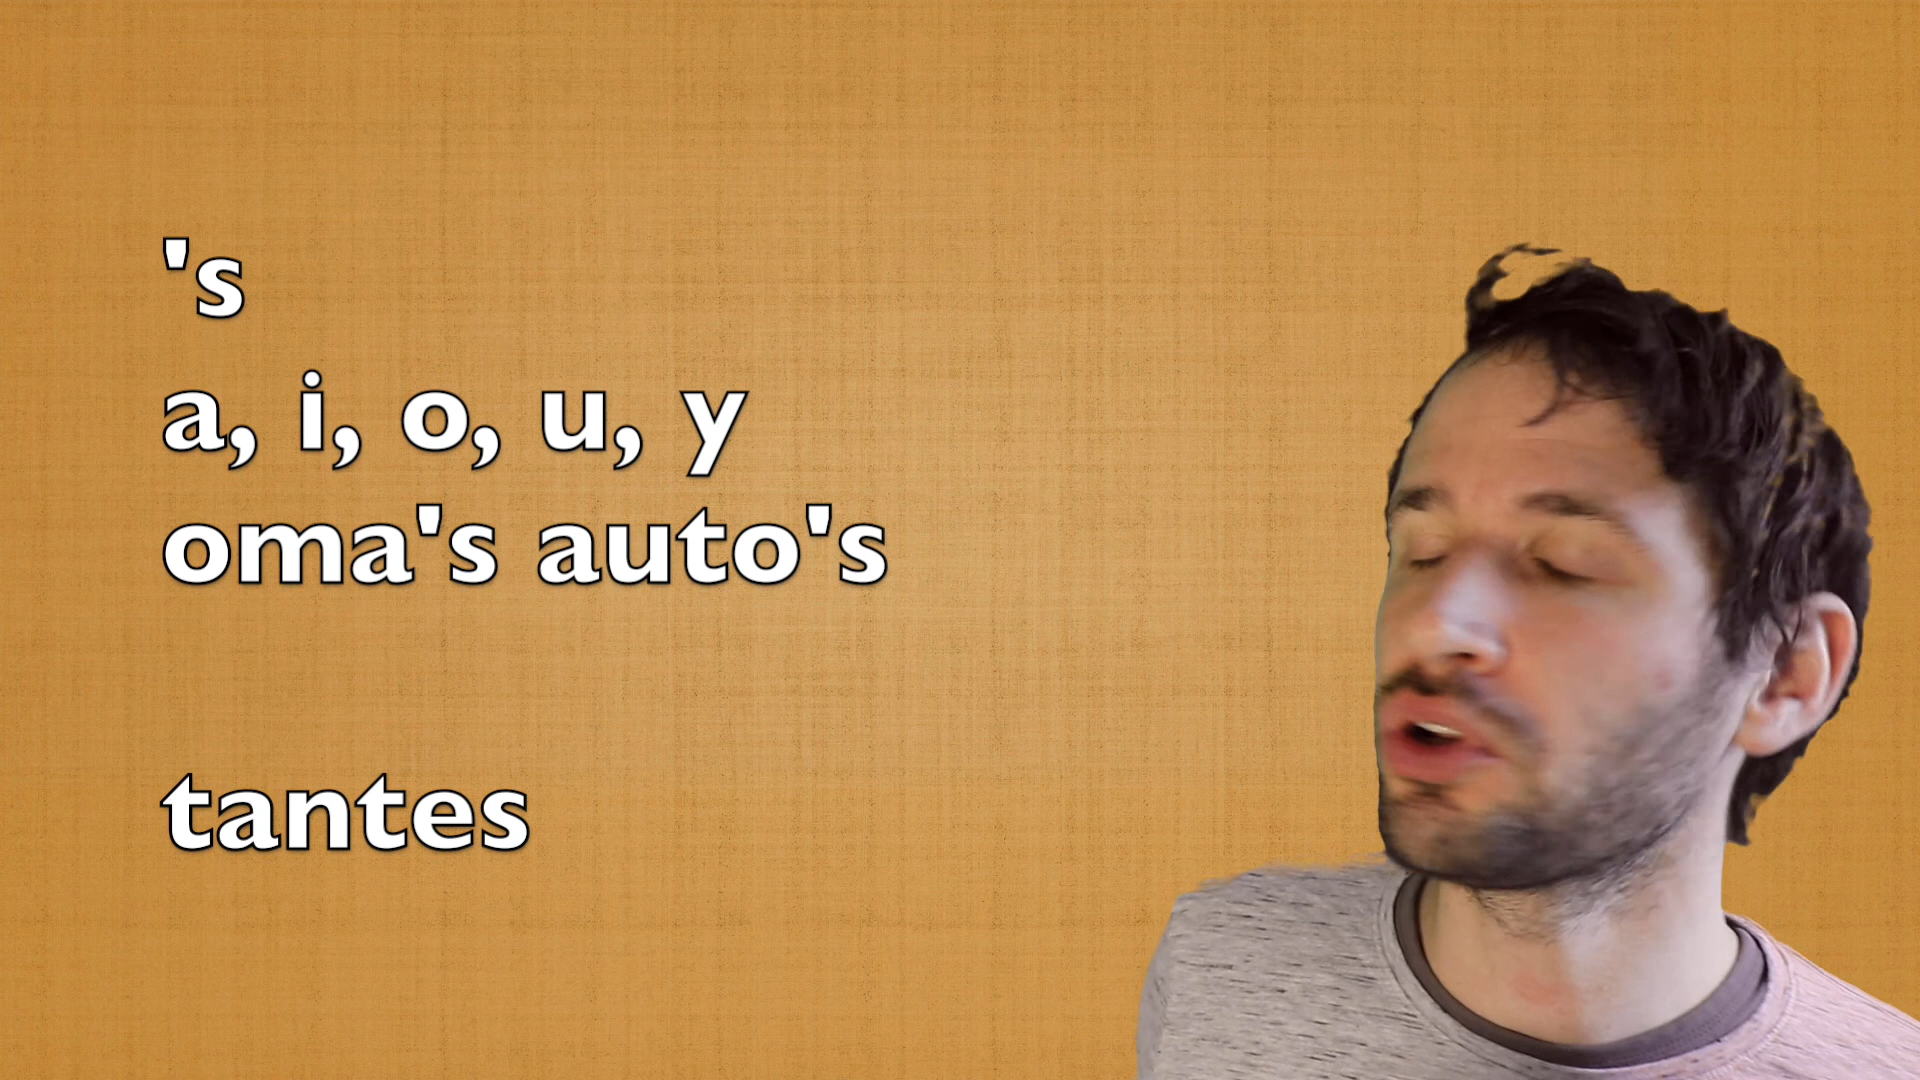 's
a, i, o, u, y
oma's auto's
tantes